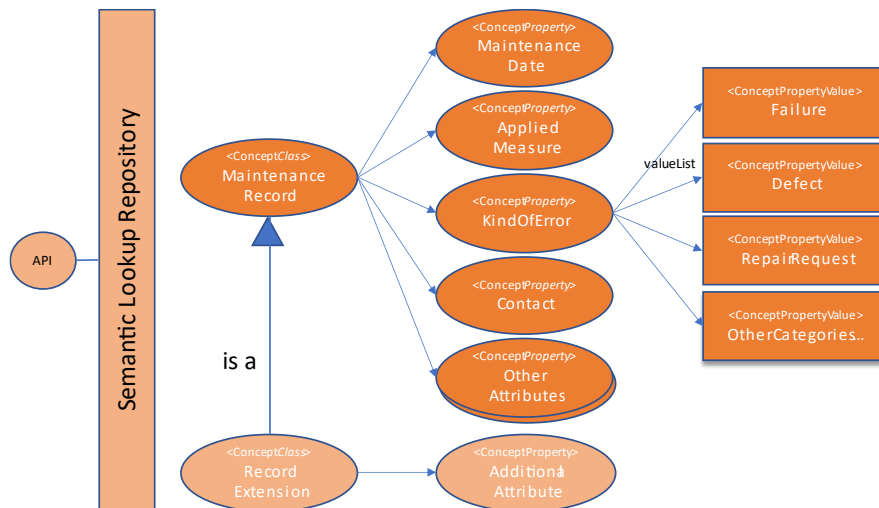 API
Semantic Lookup Repository
<ConceptClass>
Maintenance
Record
is a
<ConceptClass>
Record
Extension
<ConceptProperty>
Maintenance
Date
<ConceptProperty>
Applied
Measure
<ConceptProperty>
KindOfError
<ConceptProperty>
Contact
<ConceptProperty>
Other
Attributes
<ConceptProperty>
Additional
Attribute
valueList
<ConceptPropertyValue>
Failure
<ConceptPropertyValue>
Defect
<ConceptPropertyValue>
RepairRequest
<ConceptPropertyValue>
OtherCategories...